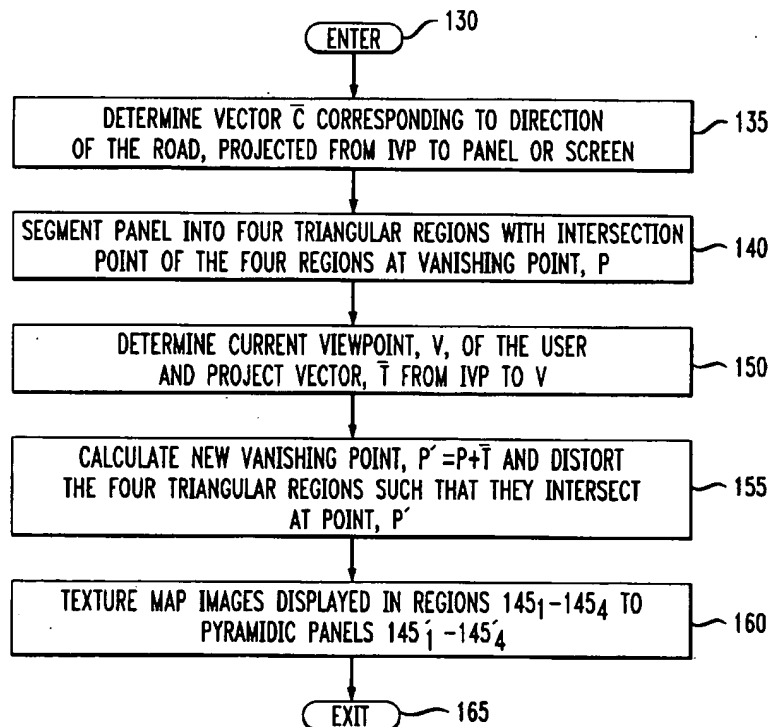 ENTER 130
DETERMINE VECTOR C̅ CORRESPONDING TO DIRECTION
OF THE ROAD, PROJECTED FROM IVP TO PANEL OR SCREEN 135
SEGMENT PANEL INTO FOUR TRIANGULAR REGIONS WITH INTERSECTION
POINT OF THE FOUR REGIONS AT VANISHING POINT, P 140
DETERMINE CURRENT VIEWPOINT, V, OF THE USER
AND PROJECT VECTOR, T̅ FROM IVP TO V 150
CALCULATE NEW VANISHING POINT, P′=P+T̅ AND DISTORT
THE FOUR TRIANGULAR REGIONS SUCH THAT THEY INTERSECT
AT POINT, P′ 155
TEXTURE MAP IMAGES DISPLAYED IN REGIONS 145₁-145₄ TO
PYRAMIDIC PANELS 145′₁-145′₄ 160
EXIT 165